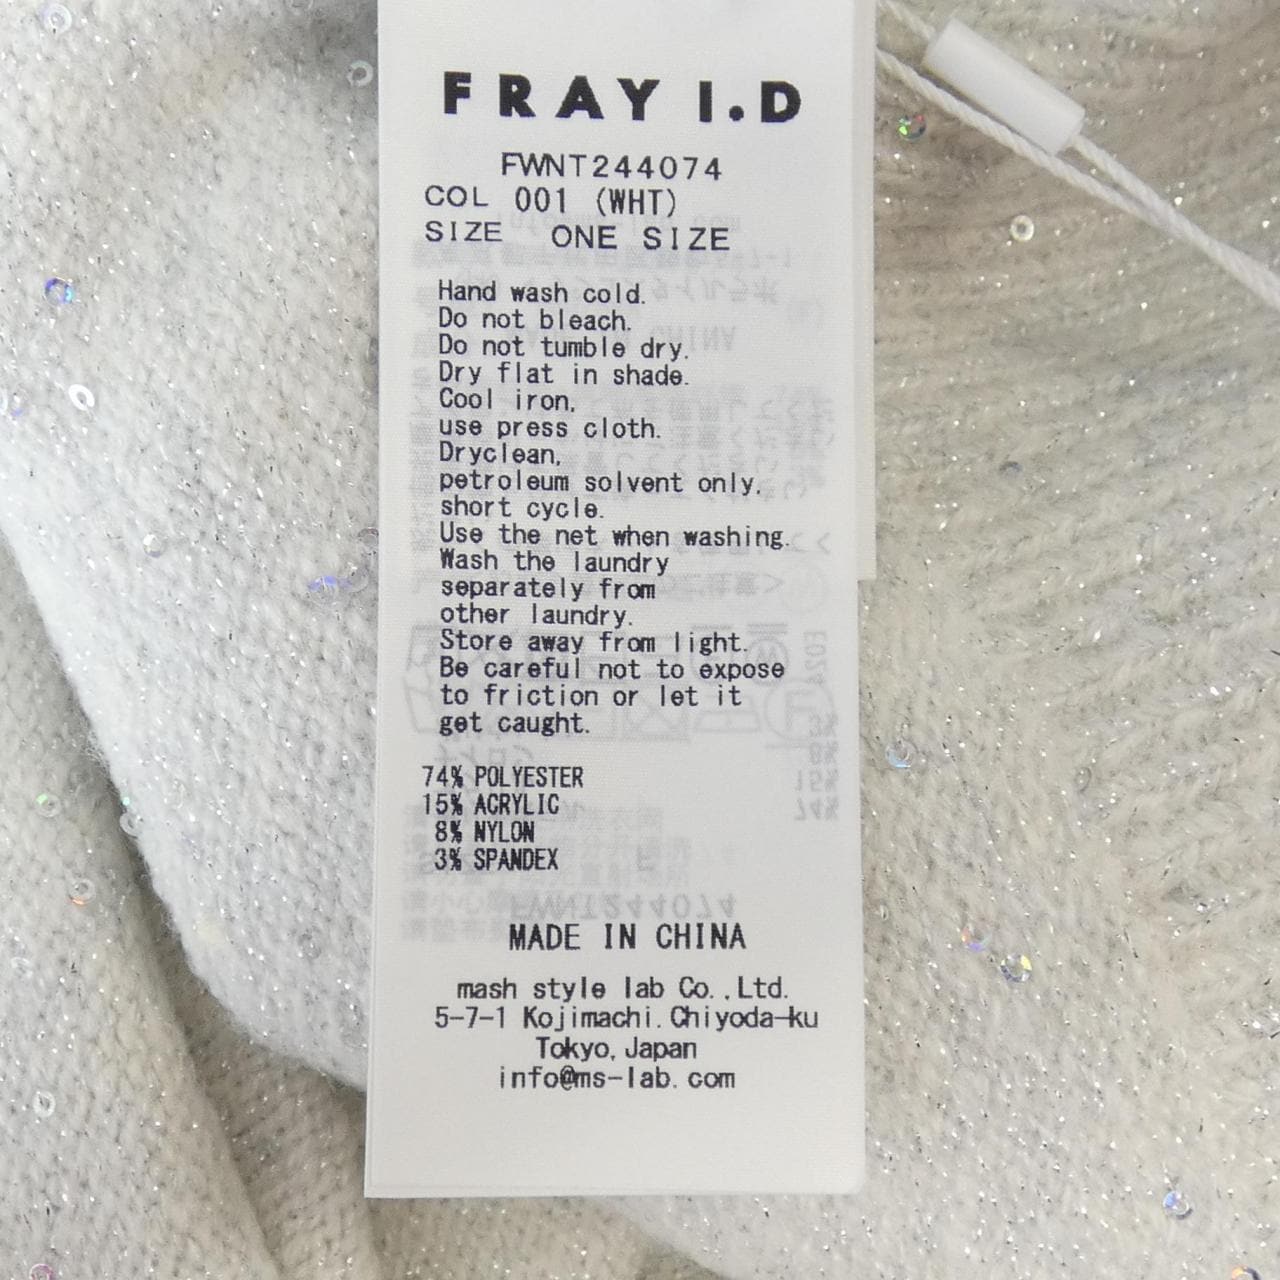 FRAY I.D
FWNT244074
COL 001 (WHT)
SIZE ONE SIZE
Hand wash cold.
Do not bleach.
Do not tumble dry.
Dry flat in shade.
Cool iron,
use press cloth.
Dryclean,
petroleum solvent only,
short cycle.
Use the net when washing.
Wash the laundry
separately from
other laundry.
Store away from light.
Be careful not to expose
to friction or let it
get caught.
74% POLYESTER
15% ACRYLIC
8% NYLON
3% SPANDEX
MADE IN CHINA
mash style lab Co.,Ltd.
5-7-1 Kojimachi.Chiyoda-ku
Tokyo,Japan
info@ms-lab.com